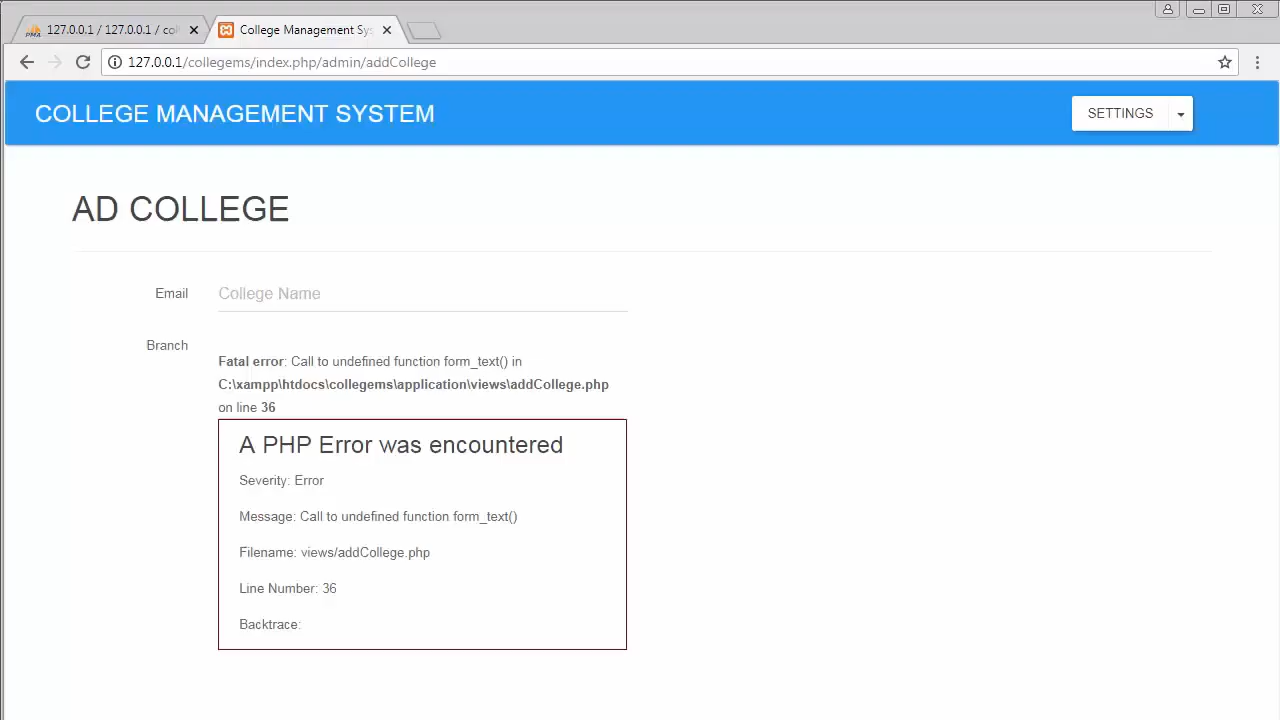 127.0.0.1 / 127.0.0.1 / col
College Management Sy
127.0.0.1/collegems/index.php/admin/addCollege
COLLEGE MANAGEMENT SYSTEM
SETTINGS
AD COLLEGE
Email
College Name
Branch
Fatal error: Call to undefined function form_text() in
C:\xampp\htdocs\collegems\application\views\addCollege.php
on line 36
A PHP Error was encountered
Severity: Error
Message: Call to undefined function form_text()
Filename: views/addCollege.php
Line Number: 36
Backtrace: